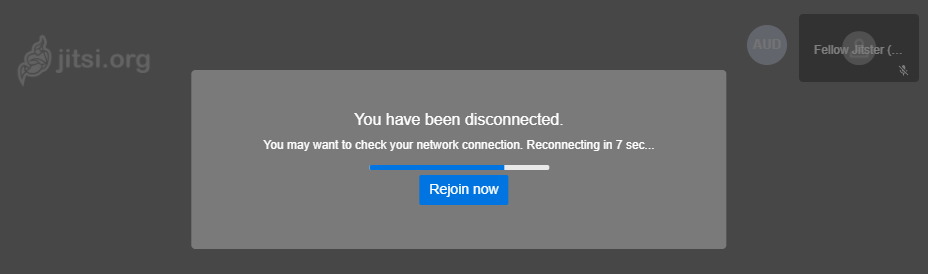 jitsi.org
AUD
Fellow Jitster (...
You have been disconnected.
You may want to check your network connection. Reconnecting in 7 sec...
Rejoin now